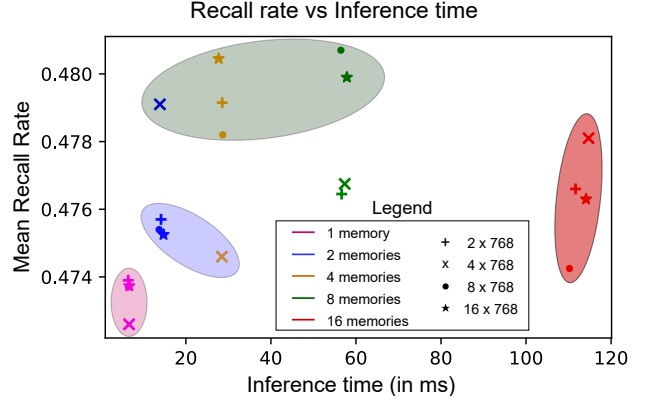 Recall rate vs Inference time
Mean Recall Rate
0.480
0.478
0.476
0.474
Legend
1 memory
2 memories
4 memories
8 memories
16 memories
2 x 768
4 x 768
8 x 768
16 x 768
20 40 60 80 100 120
Inference time (in ms)